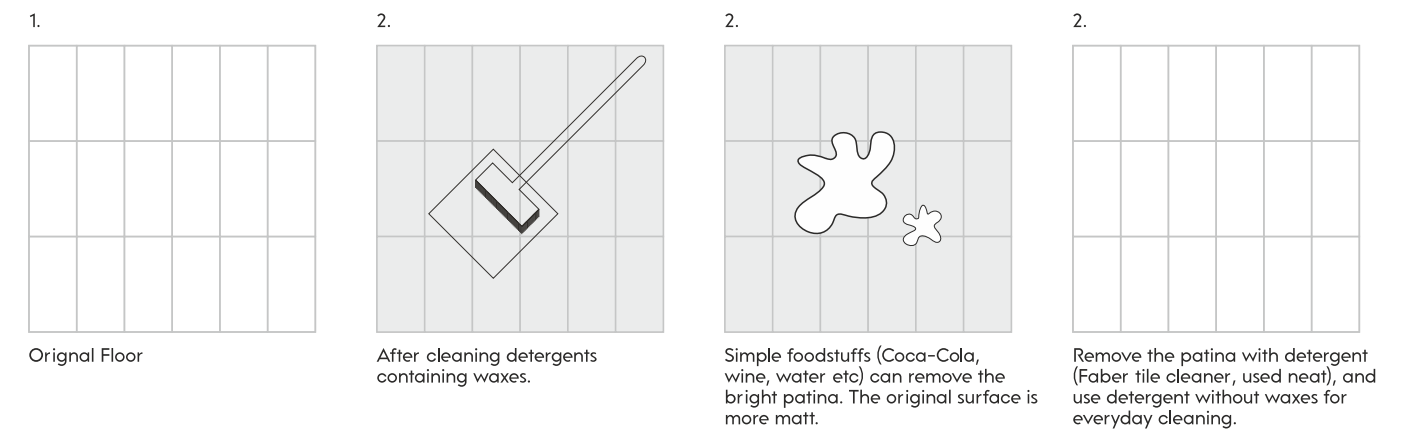 1.
Orignal Floor
2.
After cleaning detergents
containing waxes.
2.
Simple foodstuffs (Coca-Cola,
wine, water etc) can remove the
bright patina. The original surface is
more matt.
2.
Remove the patina with detergent
(Faber tile cleaner, used neat), and
use detergent without waxes for
everyday cleaning.